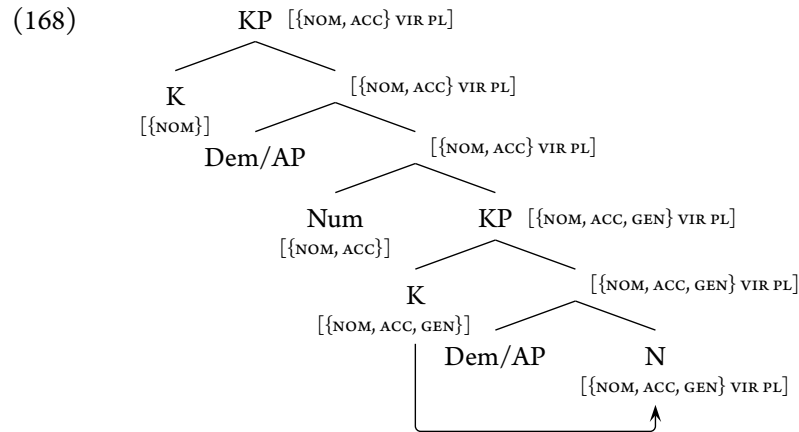 (168)
KP [{NOM, ACC} VIR PL]
K [{NOM, ACC} VIR PL]
[{NOM}]
Dem/AP [{NOM, ACC} VIR PL]
Num KP [{NOM, ACC, GEN} VIR PL]
[{NOM, ACC}]
K [{NOM, ACC, GEN} VIR PL]
[{NOM, ACC, GEN}]
Dem/AP N
[{NOM, ACC, GEN} VIR PL]